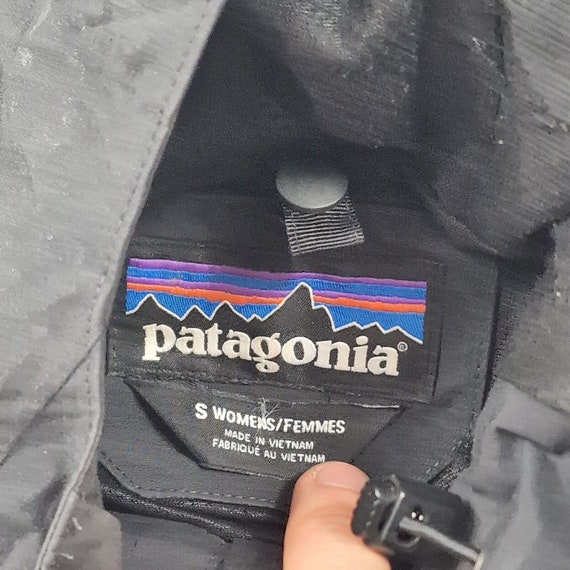 patagonia®
S WOMENS/FEMMES
MADE IN VIETNAM
FABRIQUÉ AU VIETNAM